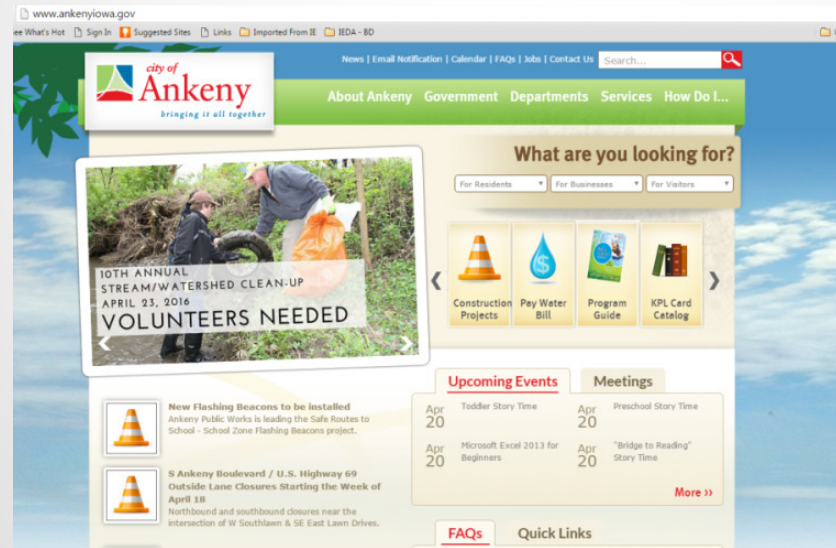 www.ankenyiowa.gov
ee What's Hot Sign In Suggested Sites Links Imported From IE IEDA - BD
News | Email Notification | Calendar | FAQs | Jobs | Contact Us Search...
city of
Ankeny
bringing it all together
About Ankeny Government Departments Services How Do I...
What are you looking for?
For Residents For Businesses For Visitors
10TH ANNUAL
STREAM/WATERSHED CLEAN-UP
APRIL 23, 2016
VOLUNTEERS NEEDED
Construction Projects
Pay Water Bill
Program Guide
KPL Card Catalog
New Flashing Beacons to be installed
Ankeny Public Works is leading the Safe Routes to
School - School Zone Flashing Beacons project.
S Ankeny Boulevard / U.S. Highway 69
Outside Lane Closures Starting the Week of
April 18
Northbound and southbound closures near the
intersection of W Southlawn & SE East Lawn Drives.
Upcoming Events Meetings
Apr 20 Toddler Story Time
Apr 20 Preschool Story Time
Apr 20 Microsoft Excel 2013 for Beginners
Apr 20 "Bridge to Reading" Story Time
More »
FAQs Quick Links